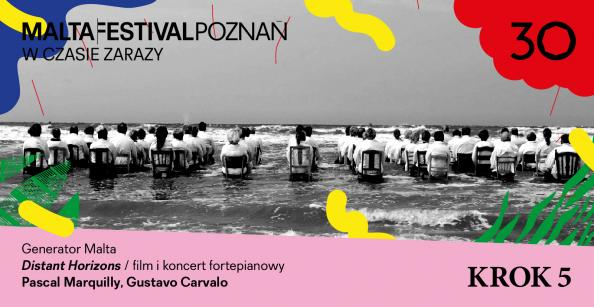 MALTAFESTIVALPOZNAŃ
W CZASIE ZARAZY
30
Generator Malta
Distant Horizons / film i koncert fortepianowy
Pascal Marquilly, Gustavo Carvalo
KROK 5